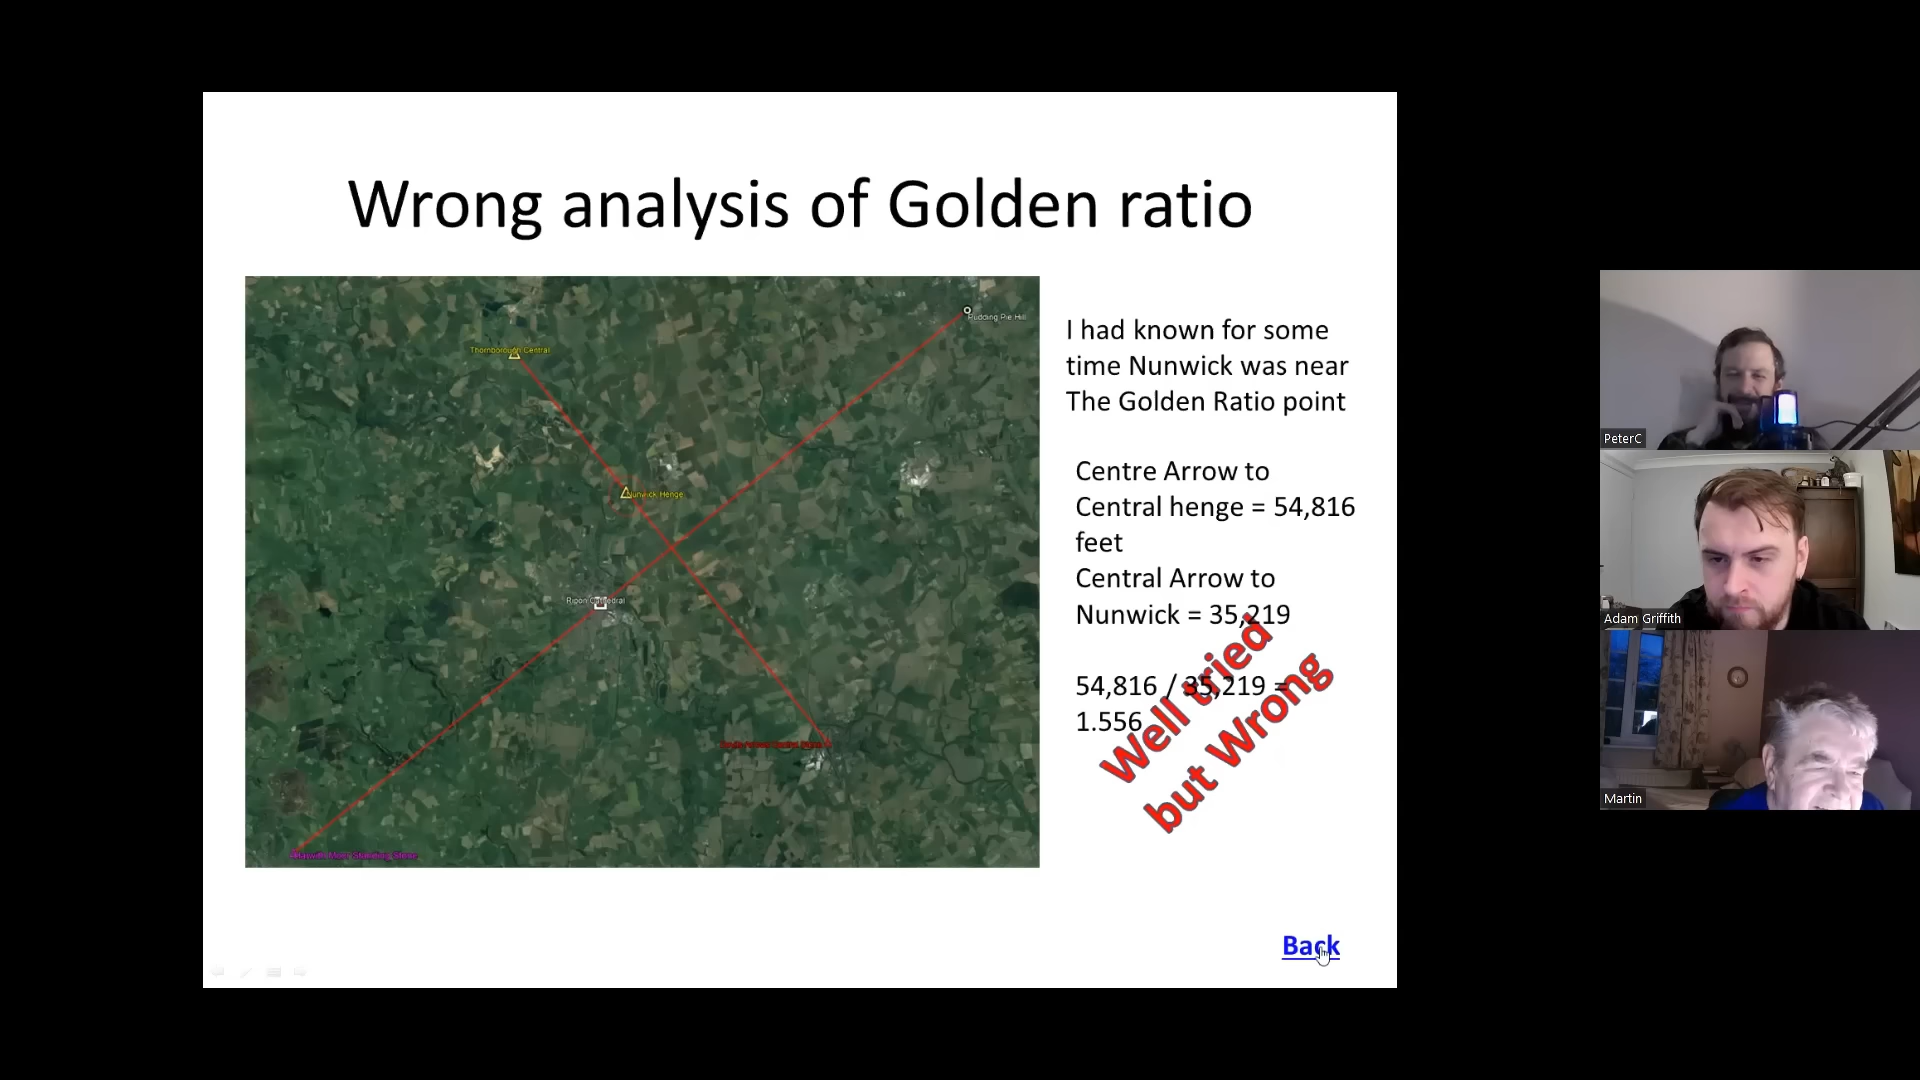 Wrong analysis of Golden ratio
Pudding Pie Hill
Thornborough Central
Nunwick Henge
Ripon Cathedral
I had known for some
time Nunwick was near
The Golden Ratio point
Centre Arrow to
Central henge = 54,816
feet
Central Arrow to
Nunwick = 35,219
54,816 / 35,219 =
1.556
Well tried
but Wrong
Back
PeterC
Adam Griffith
Martin